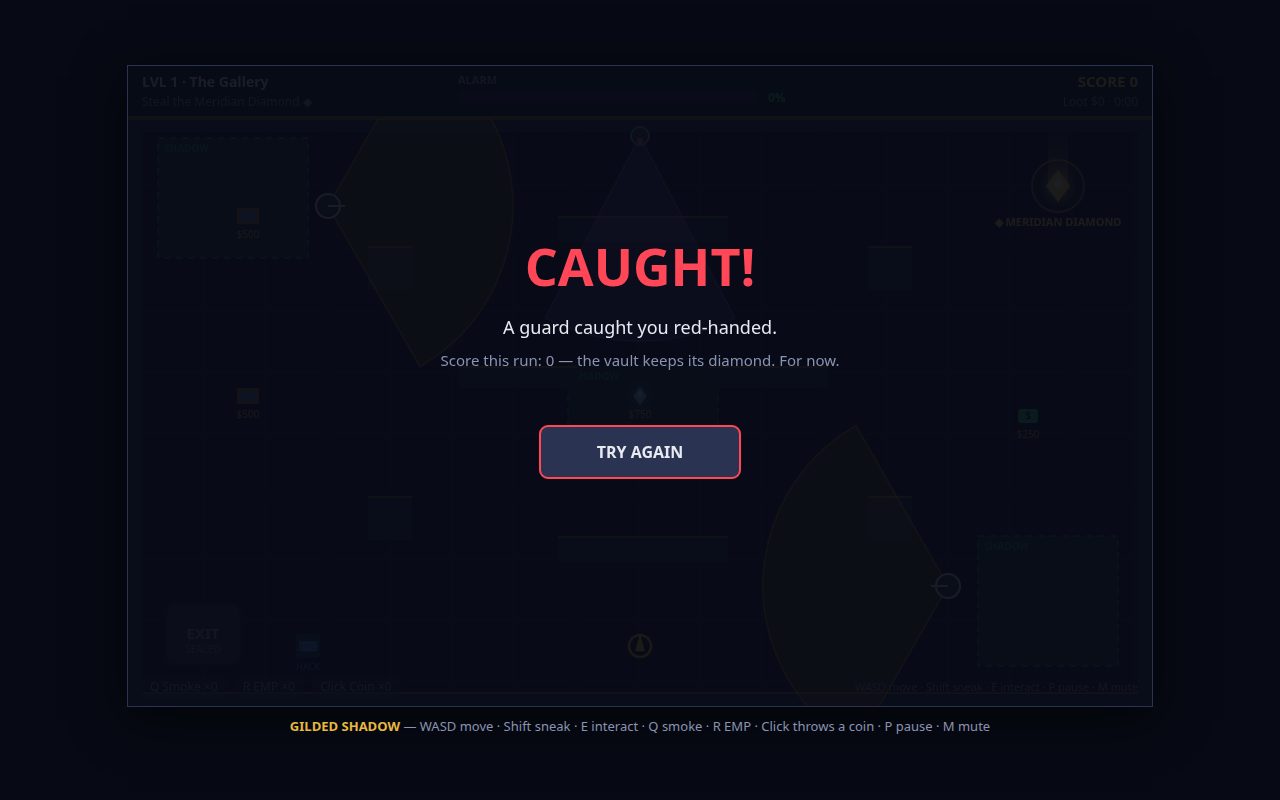 LVL 1 · The Gallery
Steal the Meridian Diamond ◆
ALARM
0%
SCORE 0
Loot $0 · 0:00
SHADOW
$500
◆ MERIDIAN DIAMOND
CAUGHT!
A guard caught you red-handed.
Score this run: 0 — the vault keeps its diamond. For now.
SHADOW
$500
$750
$
$250
TRY AGAIN
SHADOW
EXIT
SEALED
HACK
Q Smoke ×0
R EMP ×0
Click Coin ×0
WASD move · Shift sneak · E interact · P pause · M mute
GILDED SHADOW — WASD move · Shift sneak · E interact · Q smoke · R EMP · Click throws a coin · P pause · M mute